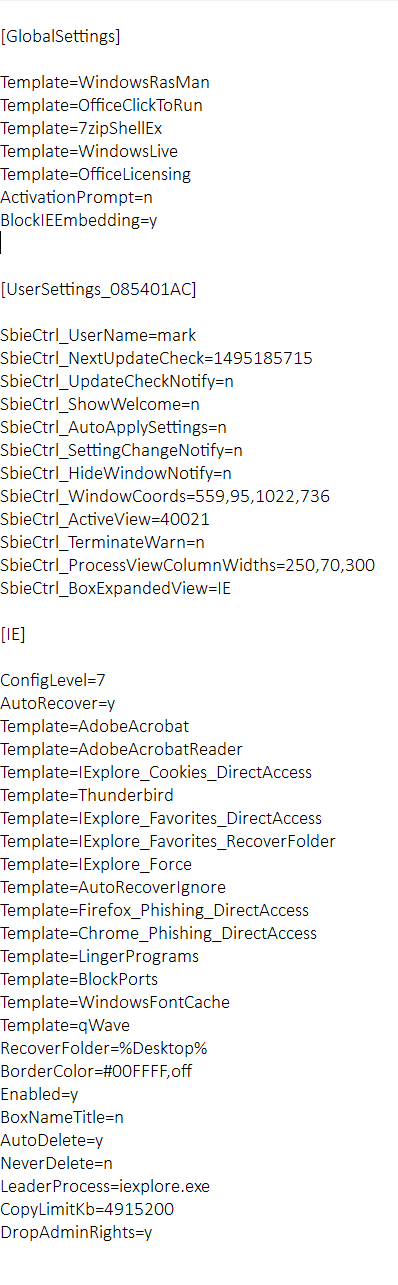 [GlobalSettings]
Template=WindowsRasMan
Template=OfficeClickToRun
Template=7zipShellEx
Template=WindowsLive
Template=OfficeLicensing
ActivationPrompt=n
BlockIEEmbedding=y
[UserSettings_085401AC]
SbieCtrl_UserName=mark
SbieCtrl_NextUpdateCheck=1495185715
SbieCtrl_UpdateCheckNotify=n
SbieCtrl_ShowWelcome=n
SbieCtrl_AutoApplySettings=n
SbieCtrl_SettingChangeNotify=n
SbieCtrl_HideWindowNotify=n
SbieCtrl_WindowCoords=559,95,1022,736
SbieCtrl_ActiveView=40021
SbieCtrl_TerminateWarn=n
SbieCtrl_ProcessViewColumnWidths=250,70,300
SbieCtrl_BoxExpandedView=IE
[IE]
ConfigLevel=7
AutoRecover=y
Template=AdobeAcrobat
Template=AdobeAcrobatReader
Template=IExplore_Cookies_DirectAccess
Template=Thunderbird
Template=IExplore_Favorites_DirectAccess
Template=IExplore_Favorites_RecoverFolder
Template=IExplore_Force
Template=AutoRecoverIgnore
Template=Firefox_Phishing_DirectAccess
Template=Chrome_Phishing_DirectAccess
Template=LingerPrograms
Template=BlockPorts
Template=WindowsFontCache
Template=qWave
RecoverFolder=%Desktop%
BorderColor=#00FFFF,off
Enabled=y
BoxNameTitle=n
AutoDelete=y
NeverDelete=n
LeaderProcess=iexplore.exe
CopyLimitKb=4915200
DropAdminRights=y